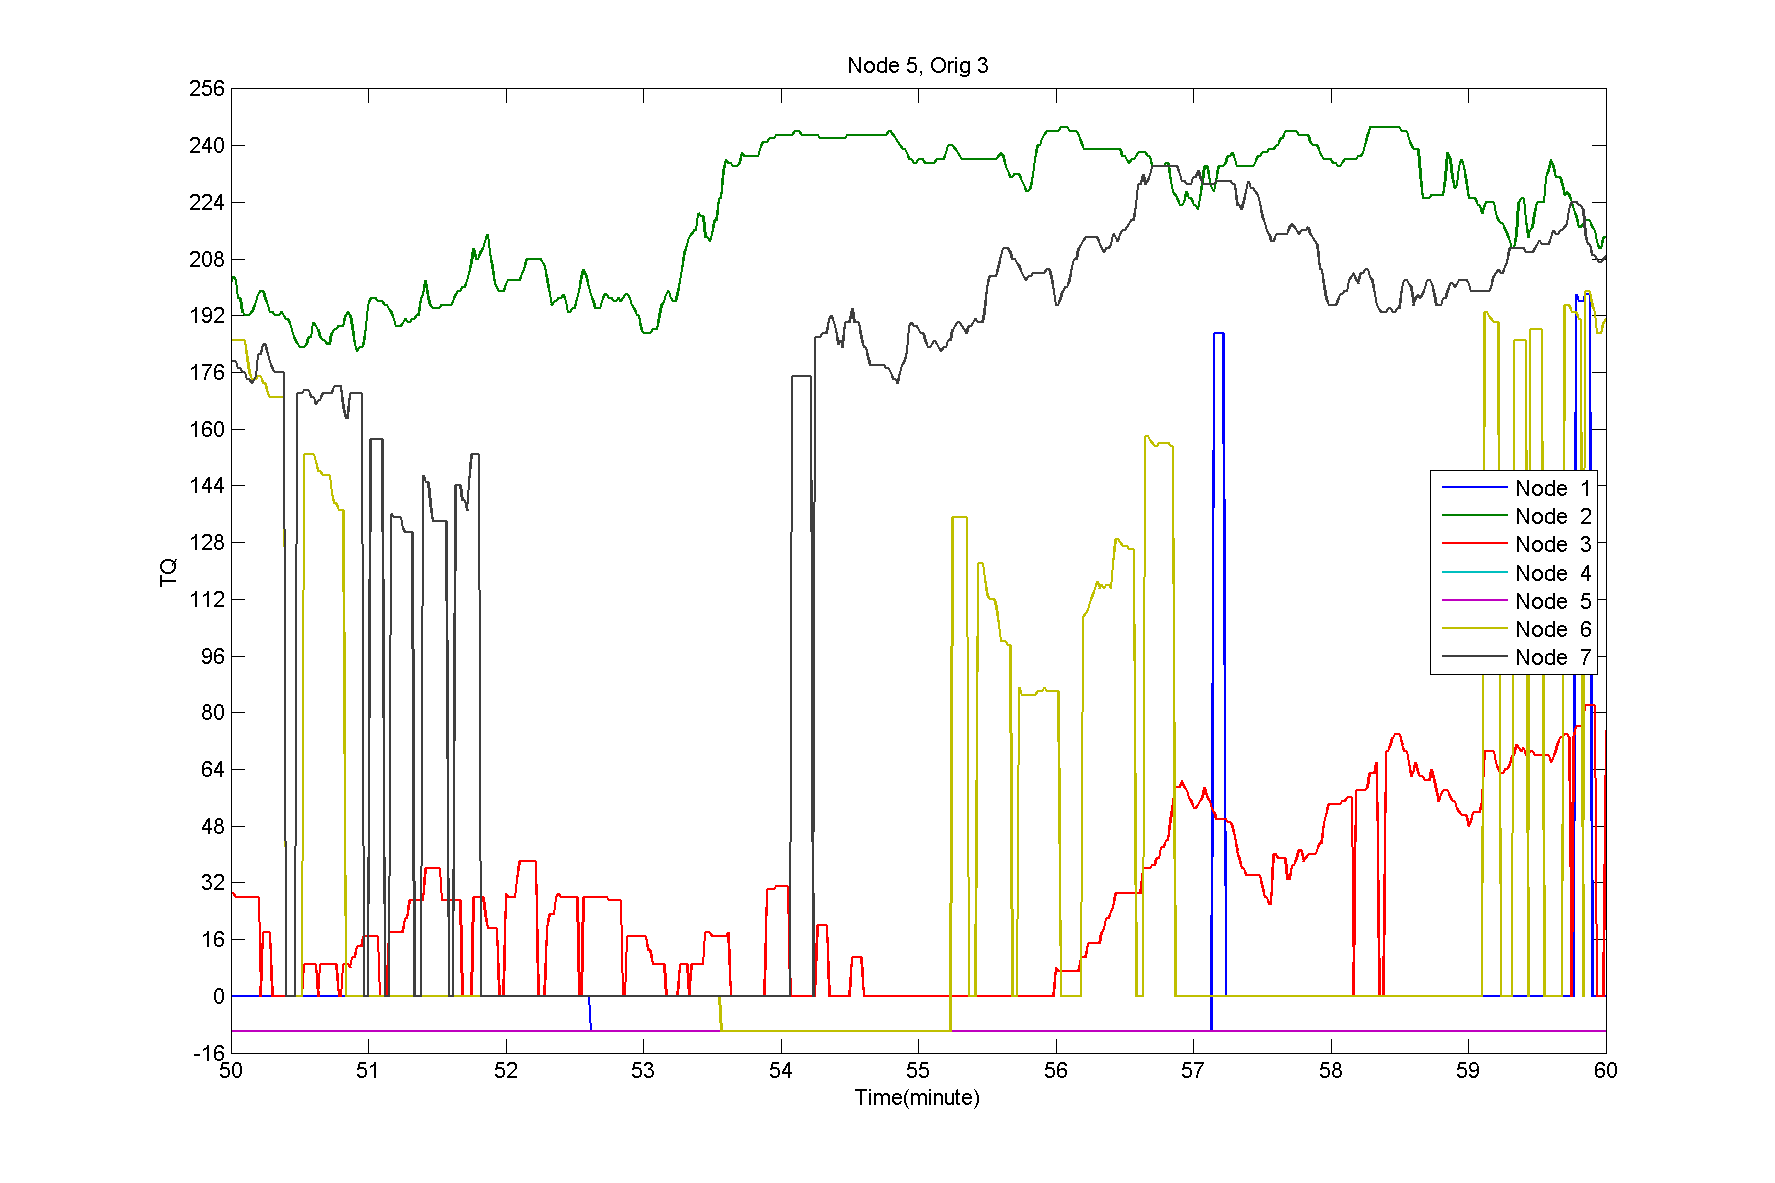 Node 5, Orig 3
256
240
224
208
192
176
160
144
128
112
96
80
64
48
32
16
0
-16
TQ
Node 1
Node 2
Node 3
Node 4
Node 5
Node 6
Node 7
50 51 52 53 54 55 56 57 58 59 60
Time(minute)